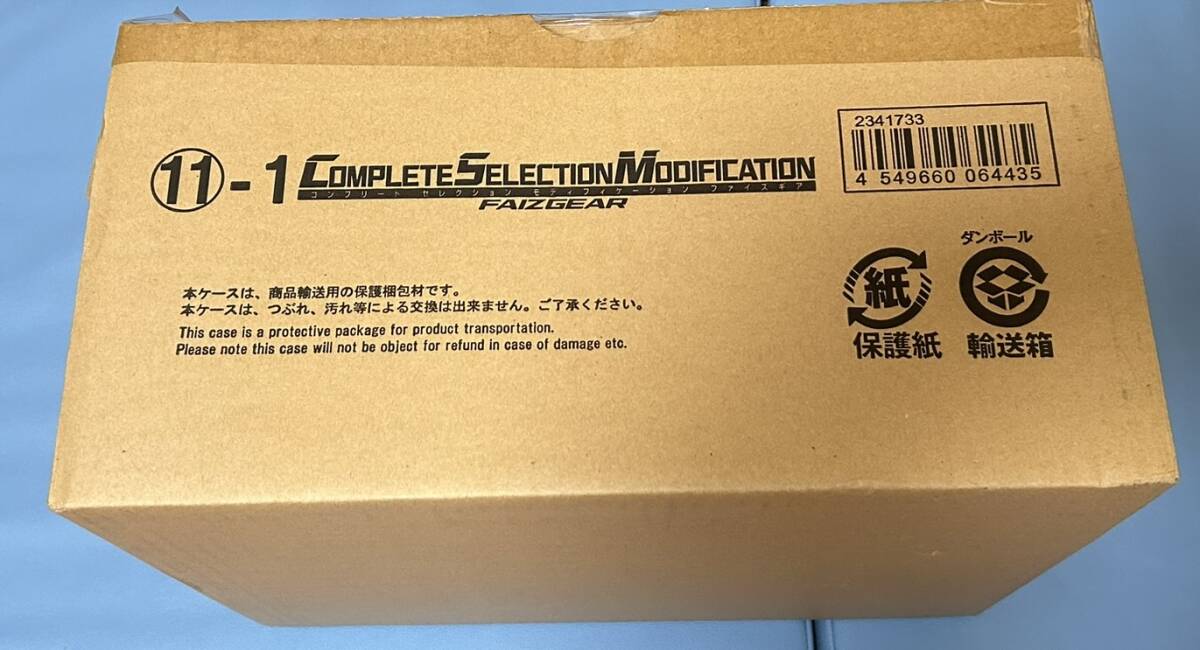 ⑪-1 COMPLETE SELECTION MODIFICATION
コンプリート セレクション モディフィケーション ファイズギア
FAIZGEAR
2341733
4 549660 064435
本ケースは、商品輸送用の保護梱包材です。
本ケースは、つぶれ、汚れ等による交換は出来ません。ご了承ください。
This case is a protective package for product transportation.
Please note this case will not be object for refund in case of damage etc.
紙
保護紙
ダンボール
輸送箱